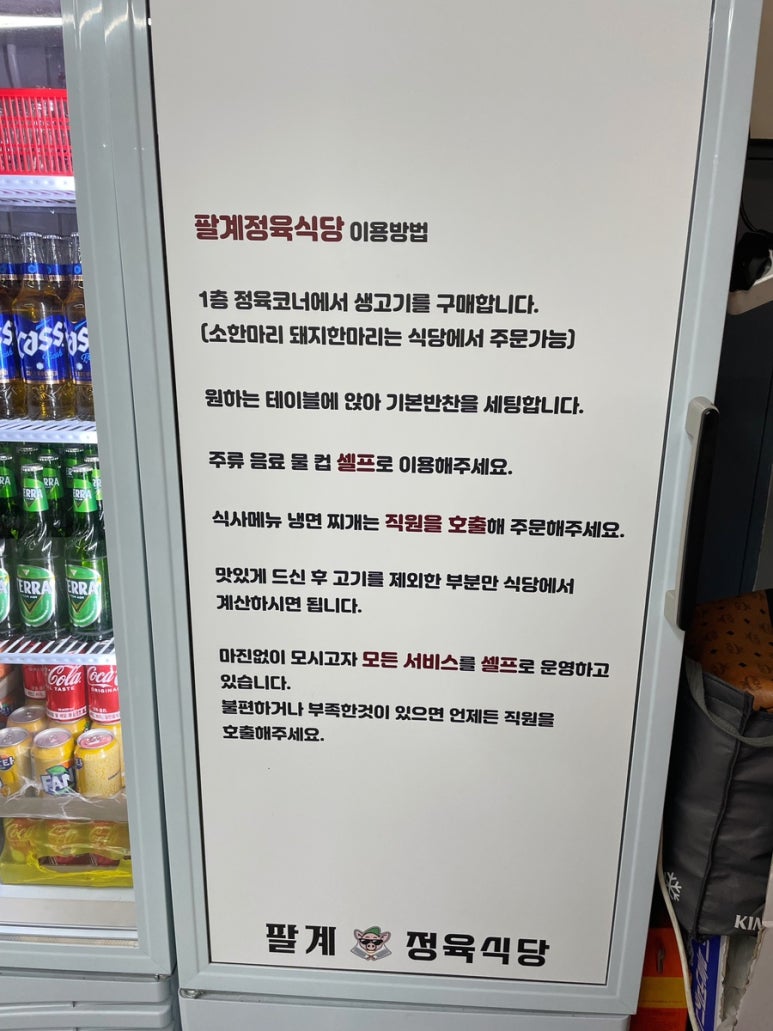 팔계정육식당 이용방법
1층 정육코너에서 생고기를 구매합니다.
(소한마리 돼지한마리는 식당에서 주문가능)
원하는 테이블에 앉아 기본반찬을 세팅합니다.
주류 음료 물 컵 셀프로 이용해주세요.
식사메뉴 냉면 찌개는 직원을 호출해 주문해주세요.
맛있게 드신 후 고기를 제외한 부분만 식당에서
계산하시면 됩니다.
마진없이 모시고자 모든 서비스를 셀프로 운영하고
있습니다.
불편하거나 부족한것이 있으면 언제든 직원을
호출해주세요.
팔계 정육식당
ass
TERRA
ERRA
Cola
TASTE
Coca
ORIGINAL
FAN
KIN